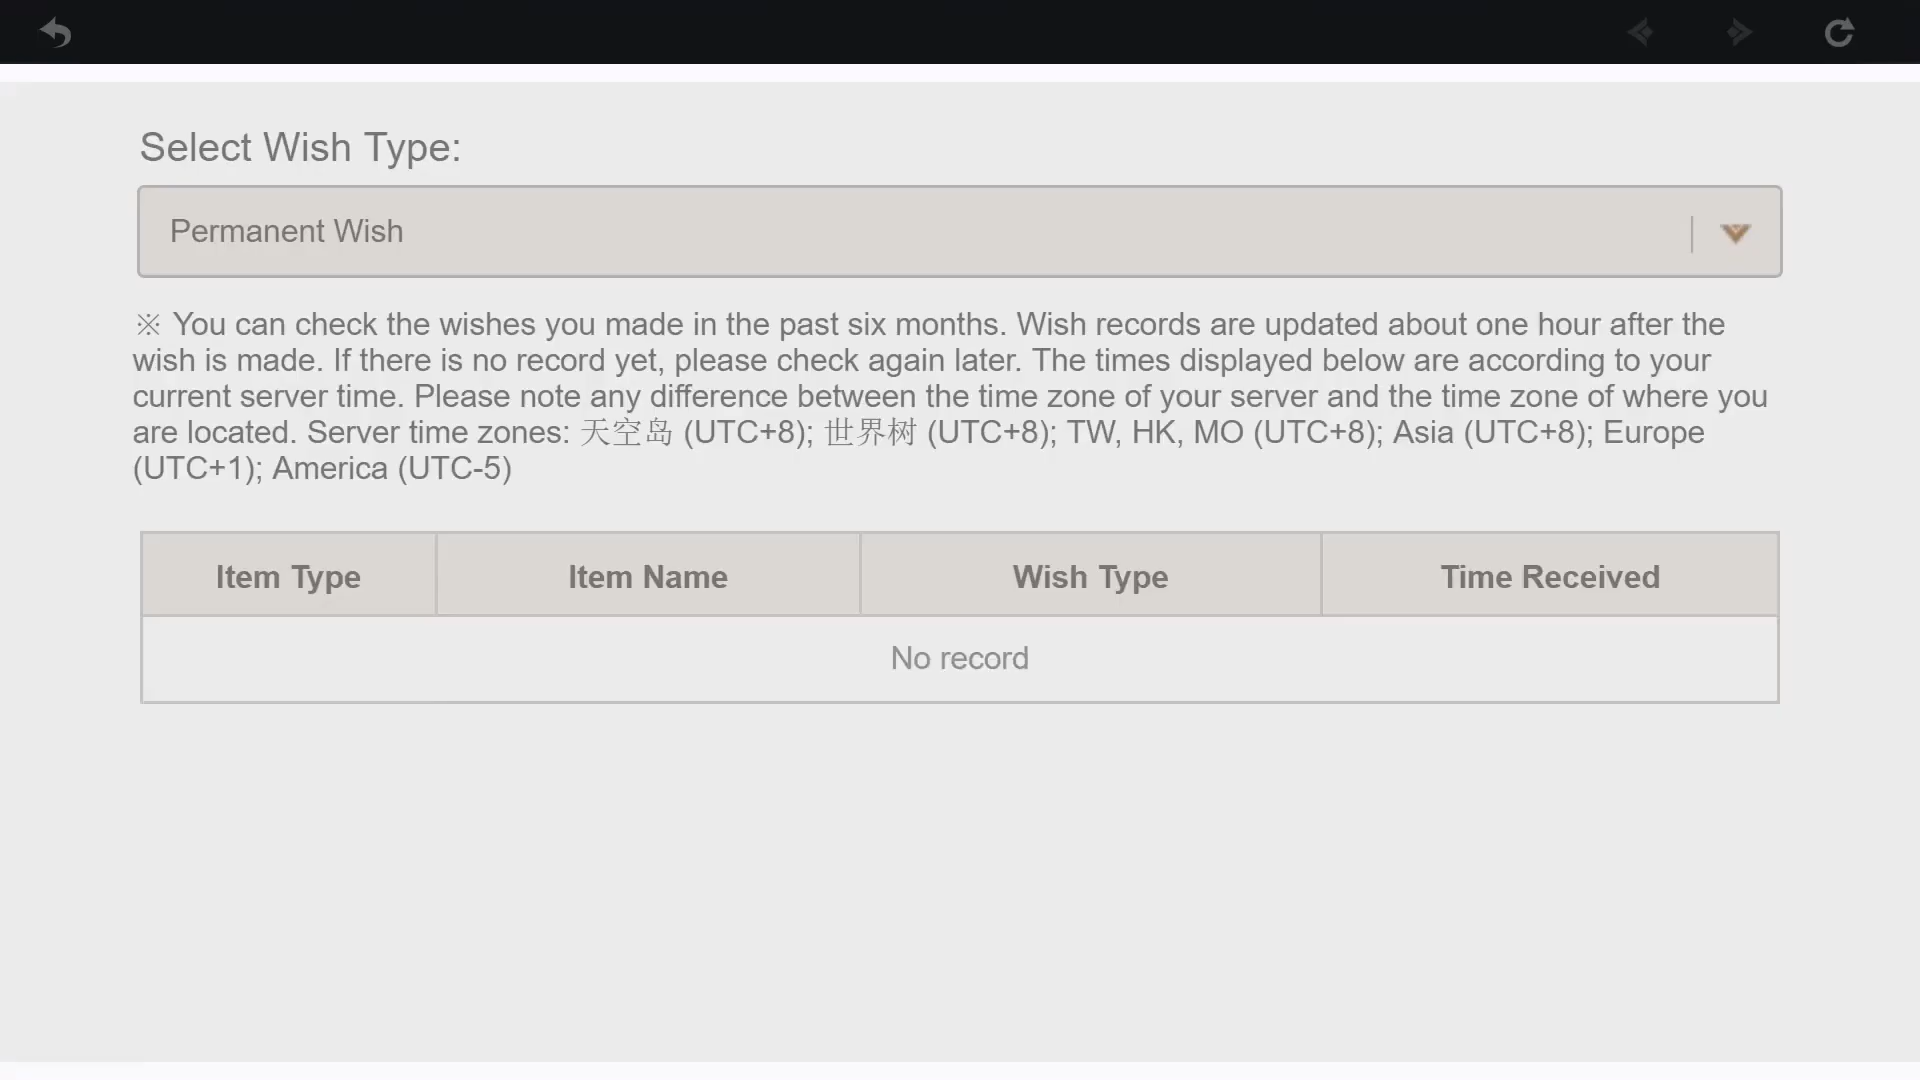 Select Wish Type:
Permanent Wish
※ You can check the wishes you made in the past six months. Wish records are updated about one hour after the
wish is made. If there is no record yet, please check again later. The times displayed below are according to your
current server time. Please note any difference between the time zone of your server and the time zone of where you
are located. Server time zones: 天空岛 (UTC+8); 世界树 (UTC+8); TW, HK, MO (UTC+8); Asia (UTC+8); Europe
(UTC+1); America (UTC-5)
Item Type Item Name Wish Type Time Received
No record